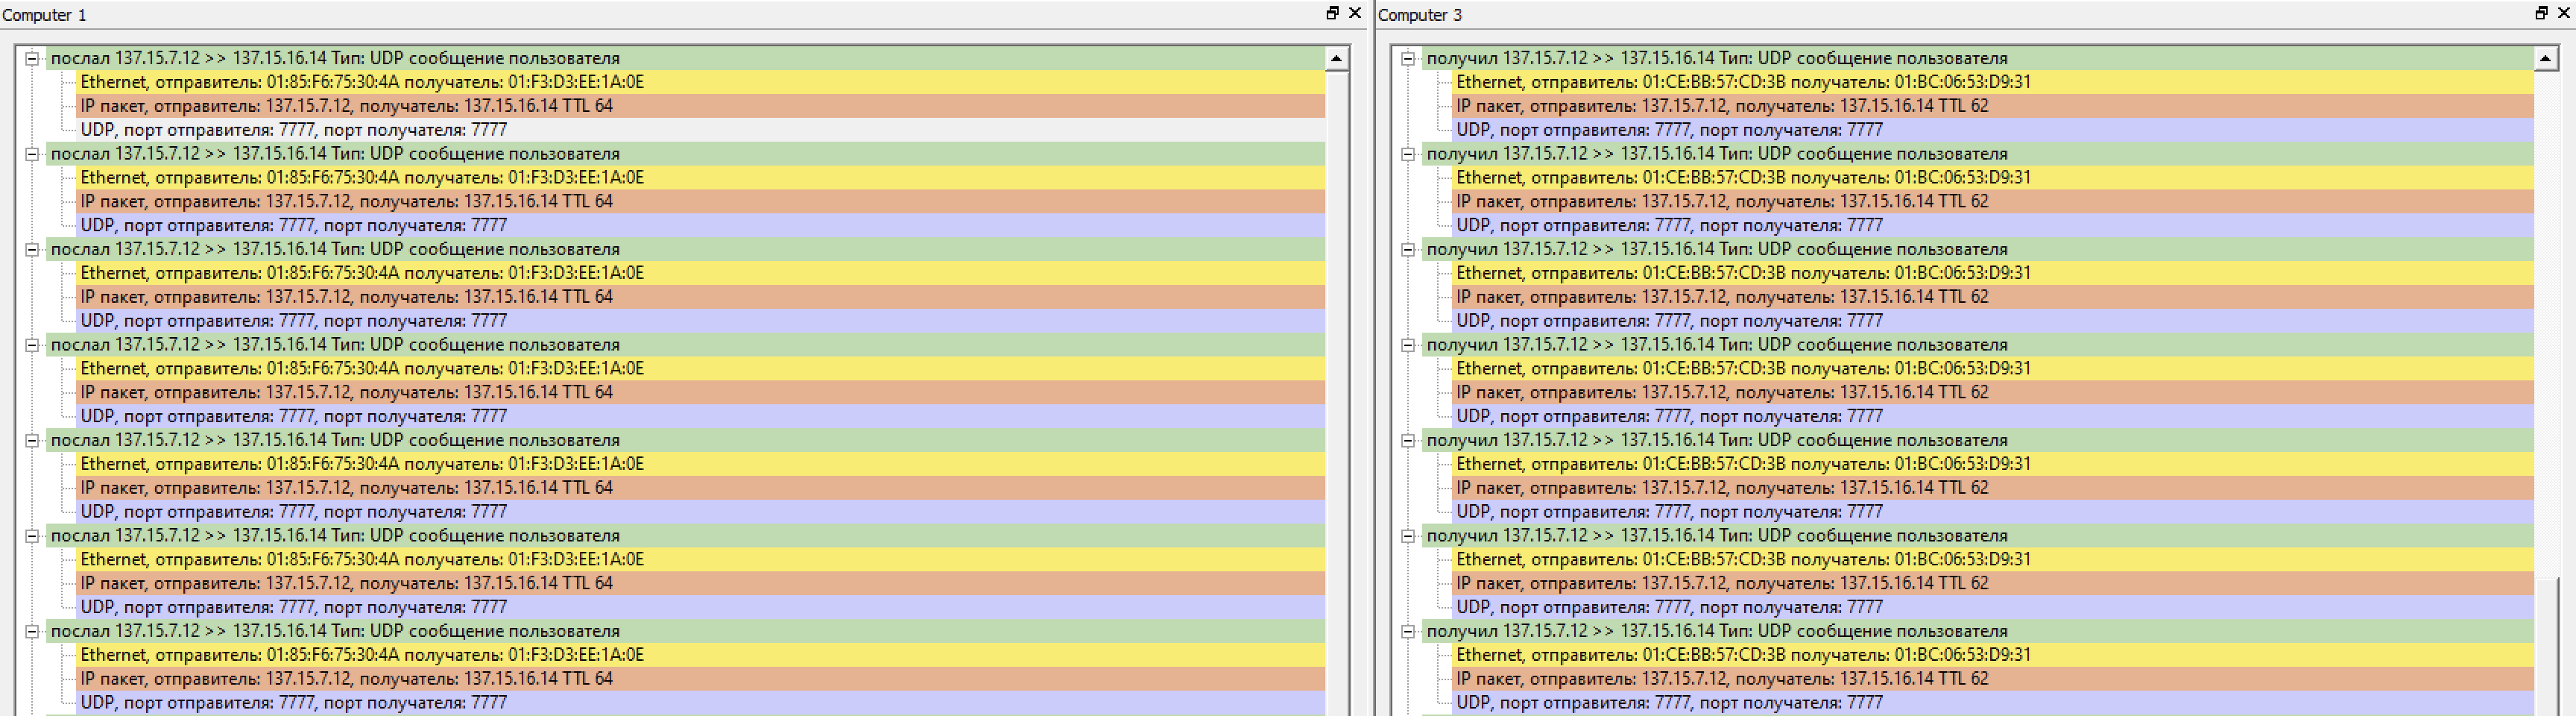 Computer 1
послал 137.15.7.12 >> 137.15.16.14 Тип: UDP сообщение пользователя
Ethernet, отправитель: 01:85:F6:75:30:4A получатель: 01:F3:D3:EE:1A:0E
IP пакет, отправитель: 137.15.7.12, получатель: 137.15.16.14 TTL 64
UDP, порт отправителя: 7777, порт получателя: 7777
послал 137.15.7.12 >> 137.15.16.14 Тип: UDP сообщение пользователя
Ethernet, отправитель: 01:85:F6:75:30:4A получатель: 01:F3:D3:EE:1A:0E
IP пакет, отправитель: 137.15.7.12, получатель: 137.15.16.14 TTL 64
UDP, порт отправителя: 7777, порт получателя: 7777
послал 137.15.7.12 >> 137.15.16.14 Тип: UDP сообщение пользователя
Ethernet, отправитель: 01:85:F6:75:30:4A получатель: 01:F3:D3:EE:1A:0E
IP пакет, отправитель: 137.15.7.12, получатель: 137.15.16.14 TTL 64
UDP, порт отправителя: 7777, порт получателя: 7777
послал 137.15.7.12 >> 137.15.16.14 Тип: UDP сообщение пользователя
Ethernet, отправитель: 01:85:F6:75:30:4A получатель: 01:F3:D3:EE:1A:0E
IP пакет, отправитель: 137.15.7.12, получатель: 137.15.16.14 TTL 64
UDP, порт отправителя: 7777, порт получателя: 7777
послал 137.15.7.12 >> 137.15.16.14 Тип: UDP сообщение пользователя
Ethernet, отправитель: 01:85:F6:75:30:4A получатель: 01:F3:D3:EE:1A:0E
IP пакет, отправитель: 137.15.7.12, получатель: 137.15.16.14 TTL 64
UDP, порт отправителя: 7777, порт получателя: 7777
послал 137.15.7.12 >> 137.15.16.14 Тип: UDP сообщение пользователя
Ethernet, отправитель: 01:85:F6:75:30:4A получатель: 01:F3:D3:EE:1A:0E
IP пакет, отправитель: 137.15.7.12, получатель: 137.15.16.14 TTL 64
UDP, порт отправителя: 7777, порт получателя: 7777
послал 137.15.7.12 >> 137.15.16.14 Тип: UDP сообщение пользователя
Ethernet, отправитель: 01:85:F6:75:30:4A получатель: 01:F3:D3:EE:1A:0E
IP пакет, отправитель: 137.15.7.12, получатель: 137.15.16.14 TTL 64
UDP, порт отправителя: 7777, порт получателя: 7777
Computer 3
получил 137.15.7.12 >> 137.15.16.14 Тип: UDP сообщение пользователя
Ethernet, отправитель: 01:CE:BB:57:CD:3B получатель: 01:BC:06:53:D9:31
IP пакет, отправитель: 137.15.7.12, получатель: 137.15.16.14 TTL 62
UDP, порт отправителя: 7777, порт получателя: 7777
получил 137.15.7.12 >> 137.15.16.14 Тип: UDP сообщение пользователя
Ethernet, отправитель: 01:CE:BB:57:CD:3B получатель: 01:BC:06:53:D9:31
IP пакет, отправитель: 137.15.7.12, получатель: 137.15.16.14 TTL 62
UDP, порт отправителя: 7777, порт получателя: 7777
получил 137.15.7.12 >> 137.15.16.14 Тип: UDP сообщение пользователя
Ethernet, отправитель: 01:CE:BB:57:CD:3B получатель: 01:BC:06:53:D9:31
IP пакет, отправитель: 137.15.7.12, получатель: 137.15.16.14 TTL 62
UDP, порт отправителя: 7777, порт получателя: 7777
получил 137.15.7.12 >> 137.15.16.14 Тип: UDP сообщение пользователя
Ethernet, отправитель: 01:CE:BB:57:CD:3B получатель: 01:BC:06:53:D9:31
IP пакет, отправитель: 137.15.7.12, получатель: 137.15.16.14 TTL 62
UDP, порт отправителя: 7777, порт получателя: 7777
получил 137.15.7.12 >> 137.15.16.14 Тип: UDP сообщение пользователя
Ethernet, отправитель: 01:CE:BB:57:CD:3B получатель: 01:BC:06:53:D9:31
IP пакет, отправитель: 137.15.7.12, получатель: 137.15.16.14 TTL 62
UDP, порт отправителя: 7777, порт получателя: 7777
получил 137.15.7.12 >> 137.15.16.14 Тип: UDP сообщение пользователя
Ethernet, отправитель: 01:CE:BB:57:CD:3B получатель: 01:BC:06:53:D9:31
IP пакет, отправитель: 137.15.7.12, получатель: 137.15.16.14 TTL 62
UDP, порт отправителя: 7777, порт получателя: 7777
получил 137.15.7.12 >> 137.15.16.14 Тип: UDP сообщение пользователя
Ethernet, отправитель: 01:CE:BB:57:CD:3B получатель: 01:BC:06:53:D9:31
IP пакет, отправитель: 137.15.7.12, получатель: 137.15.16.14 TTL 62
UDP, порт отправителя: 7777, порт получателя: 7777